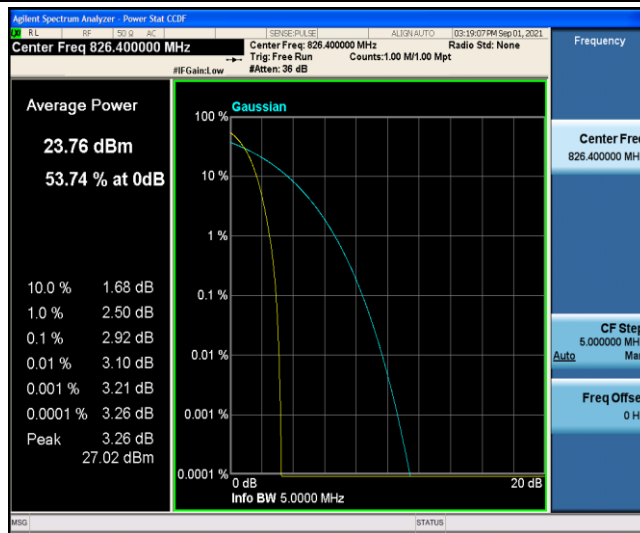 Agilent Spectrum Analyzer - Power Stat CCDF
RL RF 50 Ω AC SENSE:PULSE ALIGN AUTO 03:19:07 PM Sep 01, 2021
Center Freq 826.400000 MHz
Center Freq: 826.400000 MHz Radio Std: None
Trig: Free Run Counts:1.00 M/1.00 Mpt
#IFGain:Low #Atten: 36 dB
Frequency
Average Power
23.76 dBm
53.74 % at 0dB
10.0 % 1.68 dB
1.0 % 2.50 dB
0.1 % 2.92 dB
0.01 % 3.10 dB
0.001 % 3.21 dB
0.0001 % 3.26 dB
Peak 3.26 dB
27.02 dBm
Gaussian
100 %
10 %
1 %
0.1 %
0.01 %
0.001 %
0.0001 %
0 dB 20 dB
Info BW 5.0000 MHz
Center Freq
826.400000 MH
CF Step
5.000000 MH
Auto Ma
Freq Offse
0 H
MSG STATUS